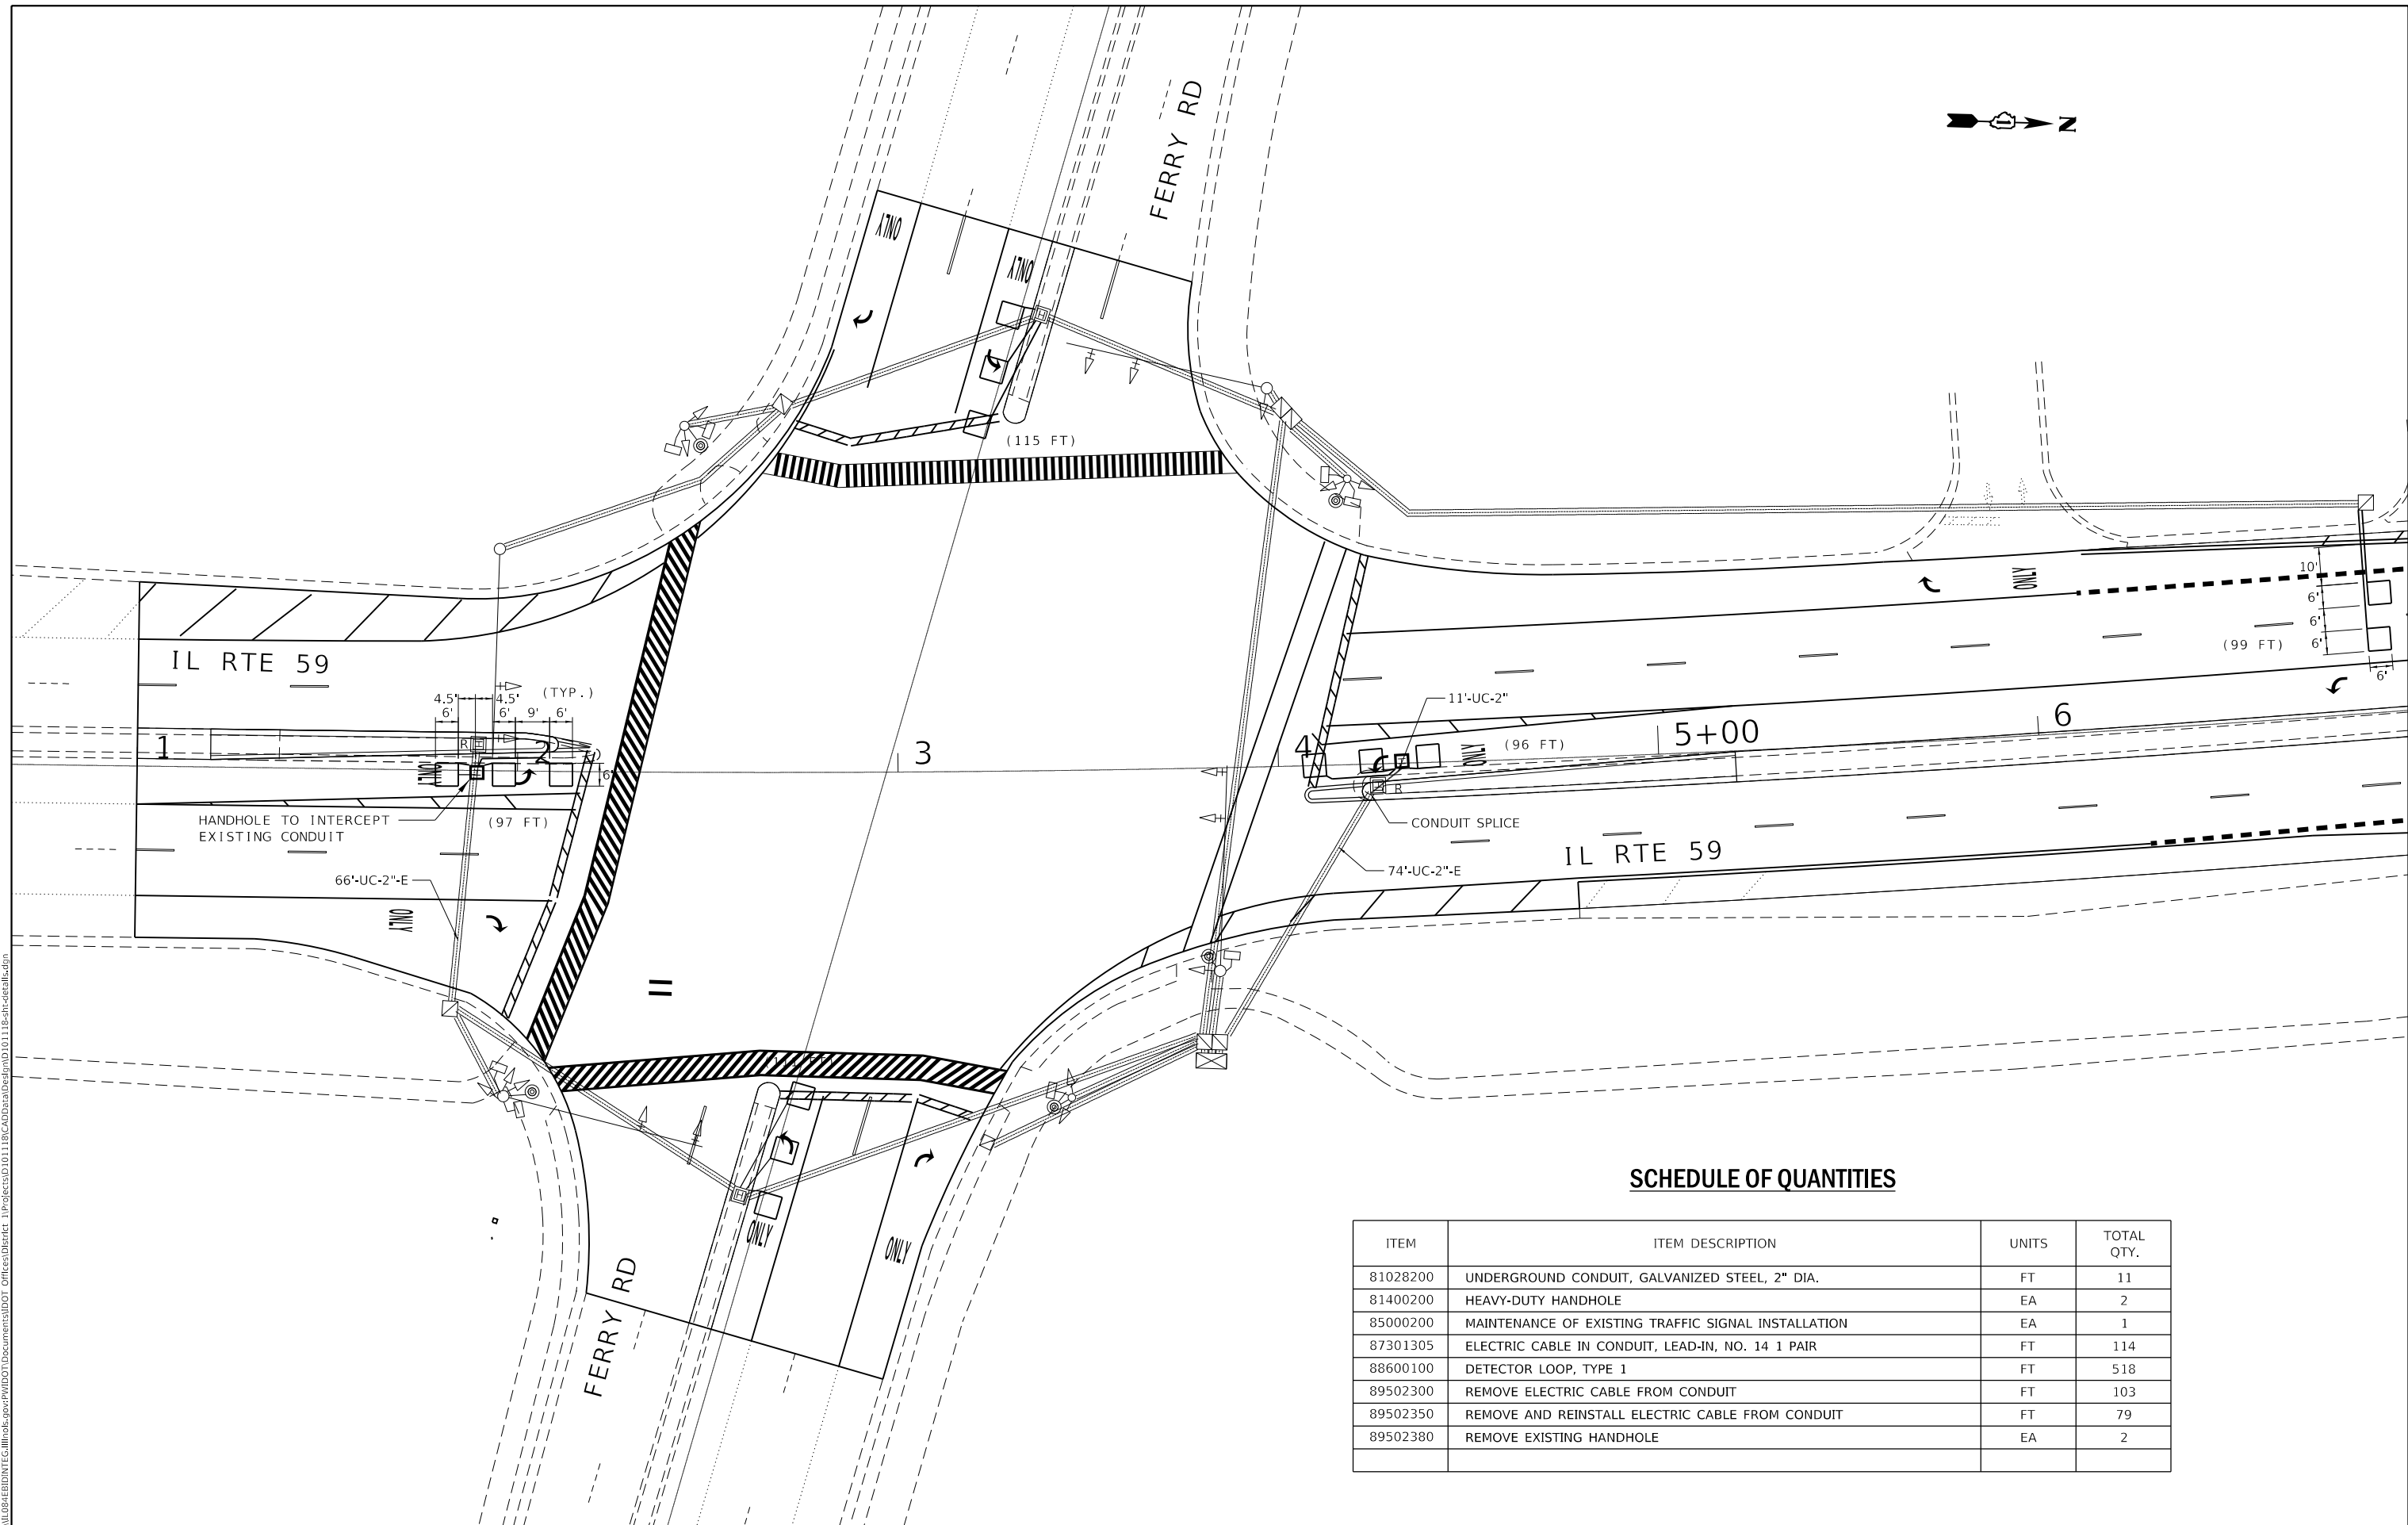 FERRY RD
N
ONLY
ONLY
(115 FT)
IL RTE 59
4.5' 4.5' (TYP.)
6' 6' 9' 6'
R H
1 2 3 4 5+00 6
6'
ONLY
HANDHOLE TO INTERCEPT
EXISTING CONDUIT
(97 FT)
66'-UC-2"-E
ONLY
=
11'-UC-2"
ONLY
(96 FT)
R
CONDUIT SPLICE
74'-UC-2"-E
IL RTE 59
ONLY
10'
6'
6'
6'
(99 FT)
6'
H
H
ONLY
ONLY
FERRY RD
SCHEDULE OF QUANTITIES
ITEM ITEM DESCRIPTION UNITS TOTAL QTY.
81028200 UNDERGROUND CONDUIT, GALVANIZED STEEL, 2" DIA. FT 11
81400200 HEAVY-DUTY HANDHOLE EA 2
85000200 MAINTENANCE OF EXISTING TRAFFIC SIGNAL INSTALLATION EA 1
87301305 ELECTRIC CABLE IN CONDUIT, LEAD-IN, NO. 14 1 PAIR FT 114
88600100 DETECTOR LOOP, TYPE 1 FT 518
89502300 REMOVE ELECTRIC CABLE FROM CONDUIT FT 103
89502350 REMOVE AND REINSTALL ELECTRIC CABLE FROM CONDUIT FT 79
89502380 REMOVE EXISTING HANDHOLE EA 2